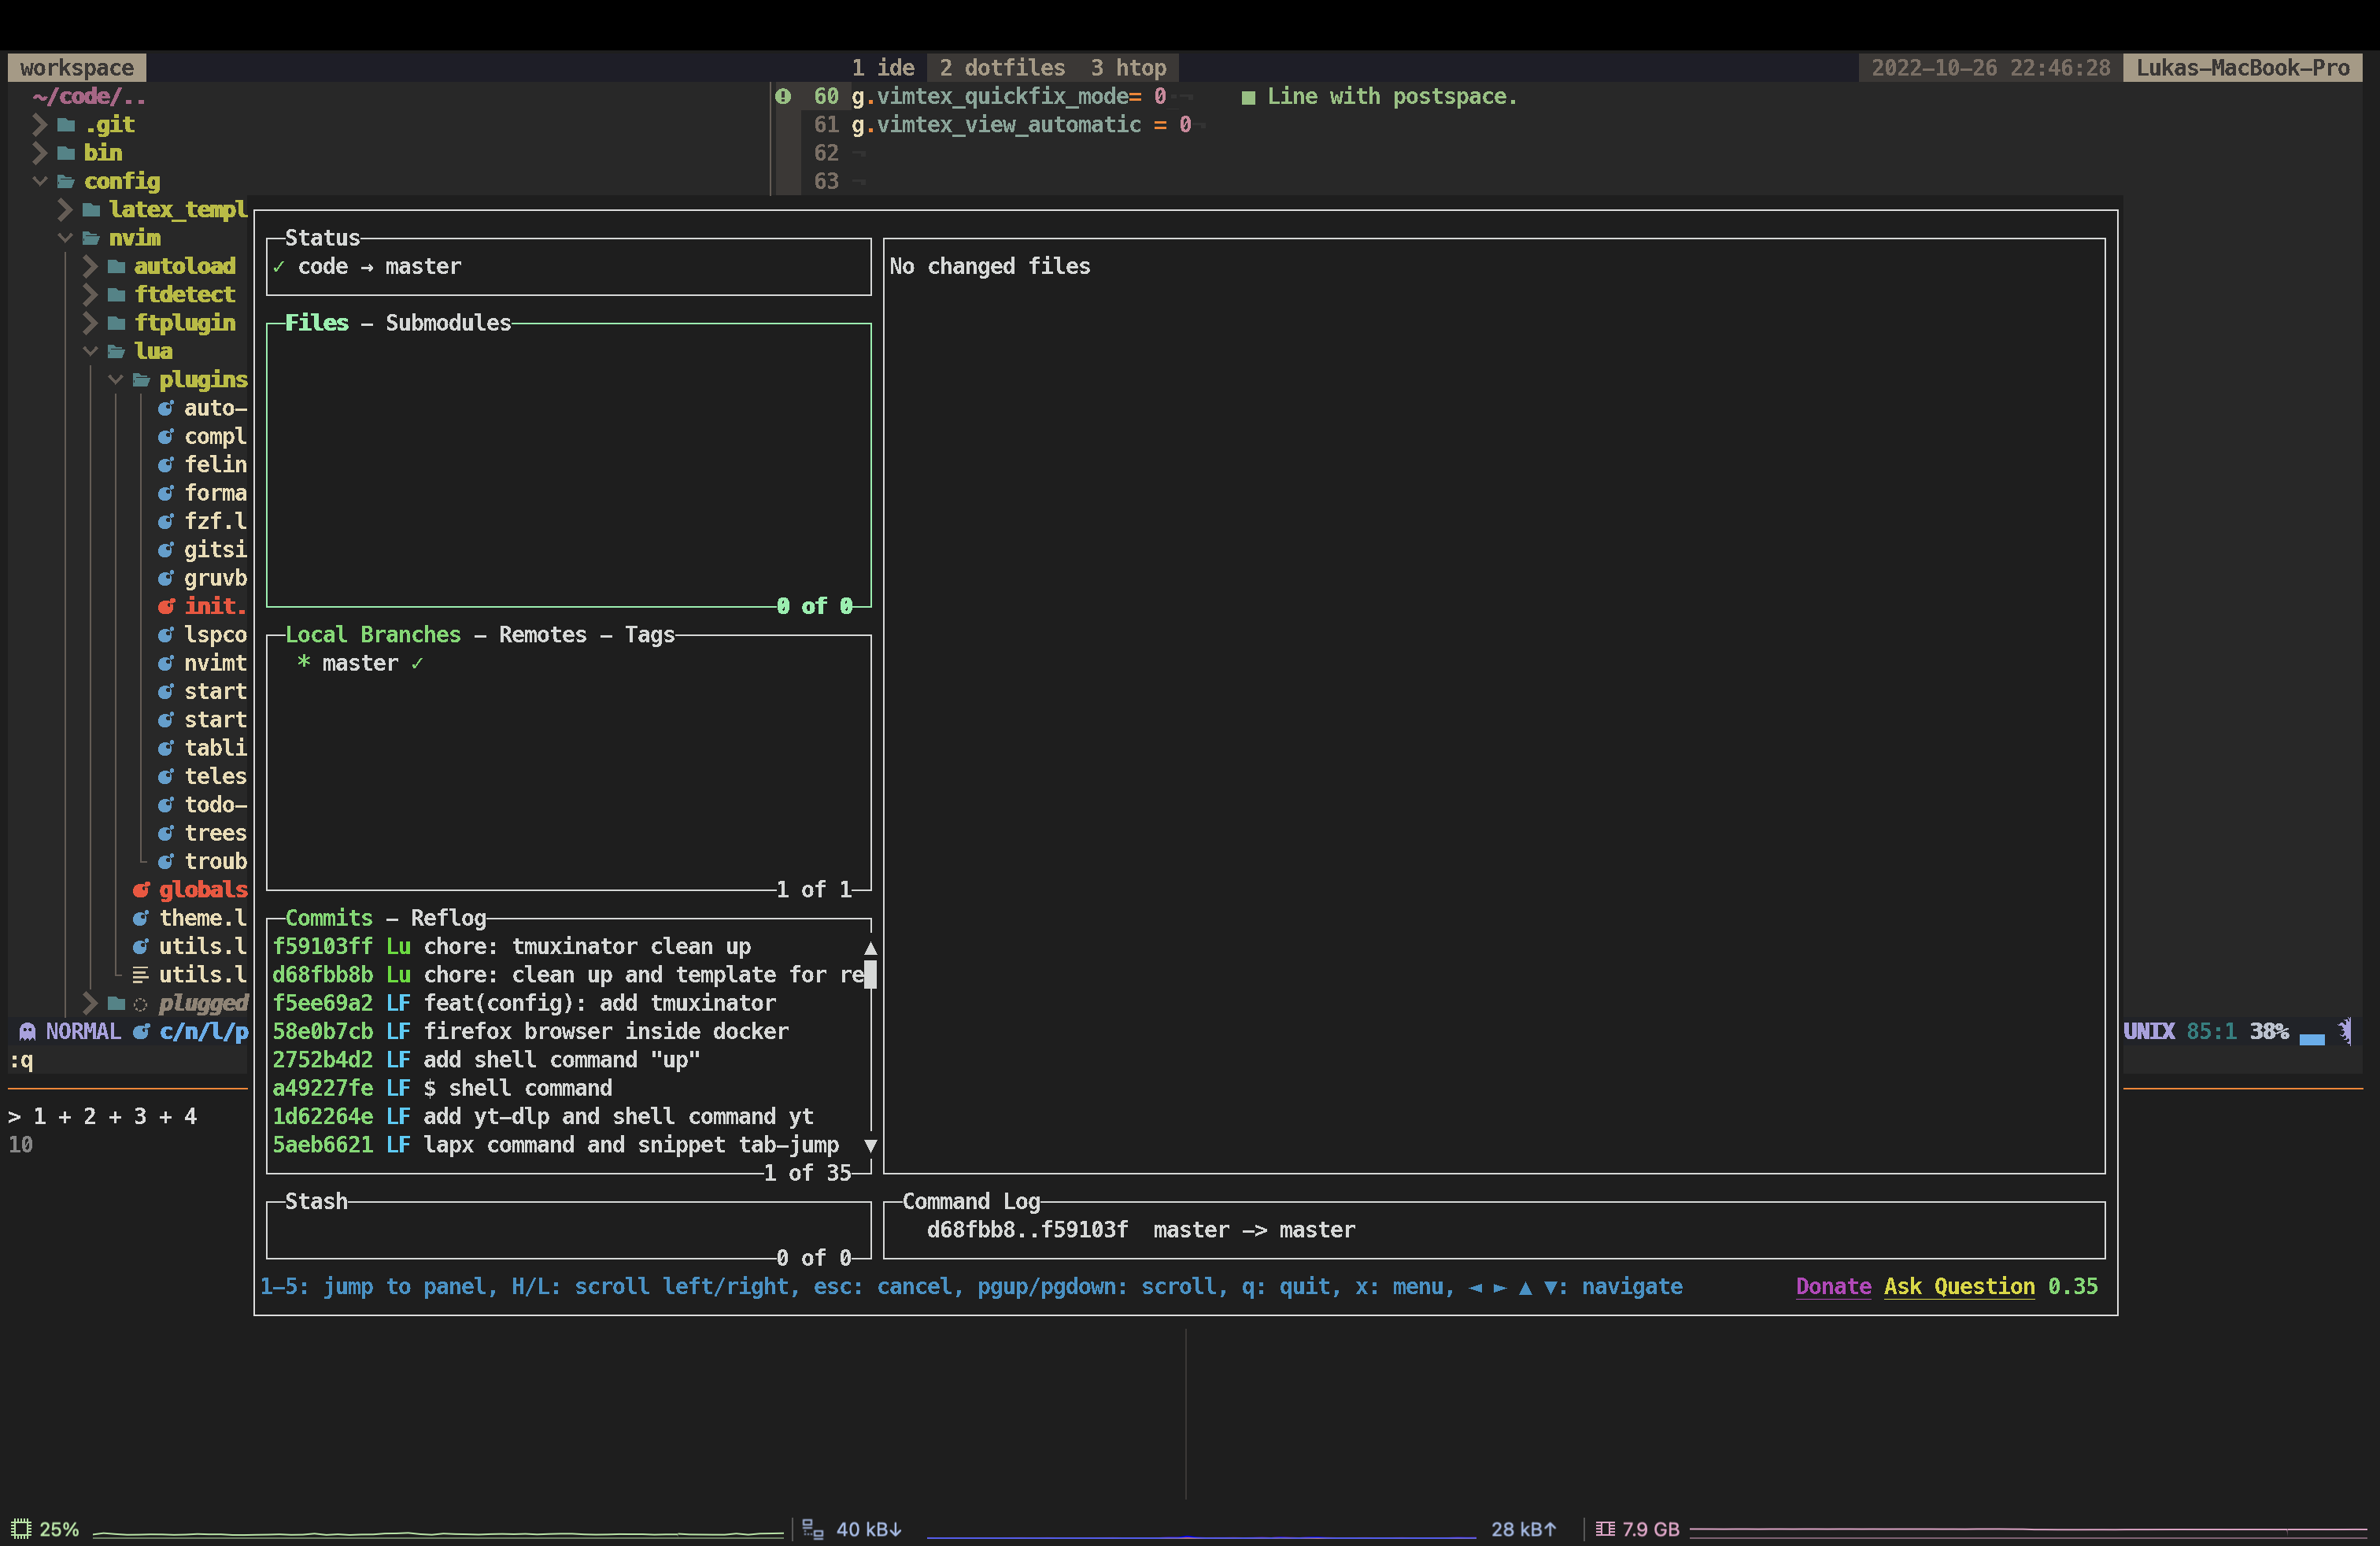 workspace 1 ide 2 dotfiles 3 htop 2022-10-26 22:46:28 Lukas-MacBook-Pro
~/code/..
.git
bin
config
latex_templ
nvim
autoload
ftdetect
ftplugin
lua
plugins
auto-
compl
felin
forma
fzf.l
gitsi
gruvb
init.
lspco
nvimt
start
start
tabli
teles
todo-
trees
troub
globals
theme.l
utils.l
utils.l
plugged
NORMAL c/n/l/p
:q
> 1 + 2 + 3 + 4
10
60 g.vimtex_quickfix_mode= 0 ■ Line with postspace.
61 g.vimtex_view_automatic = 0
62
63
Status
✓ code → master
Files - Submodules
0 of 0
Local Branches - Remotes - Tags
* master ✓
1 of 1
Commits - Reflog
f59103ff Lu chore: tmuxinator clean up
d68fbb8b Lu chore: clean up and template for re
f5ee69a2 LF feat(config): add tmuxinator
58e0b7cb LF firefox browser inside docker
2752b4d2 LF add shell command "up"
a49227fe LF $ shell command
1d62264e LF add yt-dlp and shell command yt
5aeb6621 LF lapx command and snippet tab-jump
1 of 35
Stash
0 of 0
No changed files
Command Log
d68fbb8..f59103f master -> master
1-5: jump to panel, H/L: scroll left/right, esc: cancel, pgup/pgdown: scroll, q: quit, x: menu, ◄ ► ▲ ▼: navigate Donate Ask Question 0.35
UNIX 85:1 38%
25% 40 kB↓ 28 kB↑ 7.9 GB